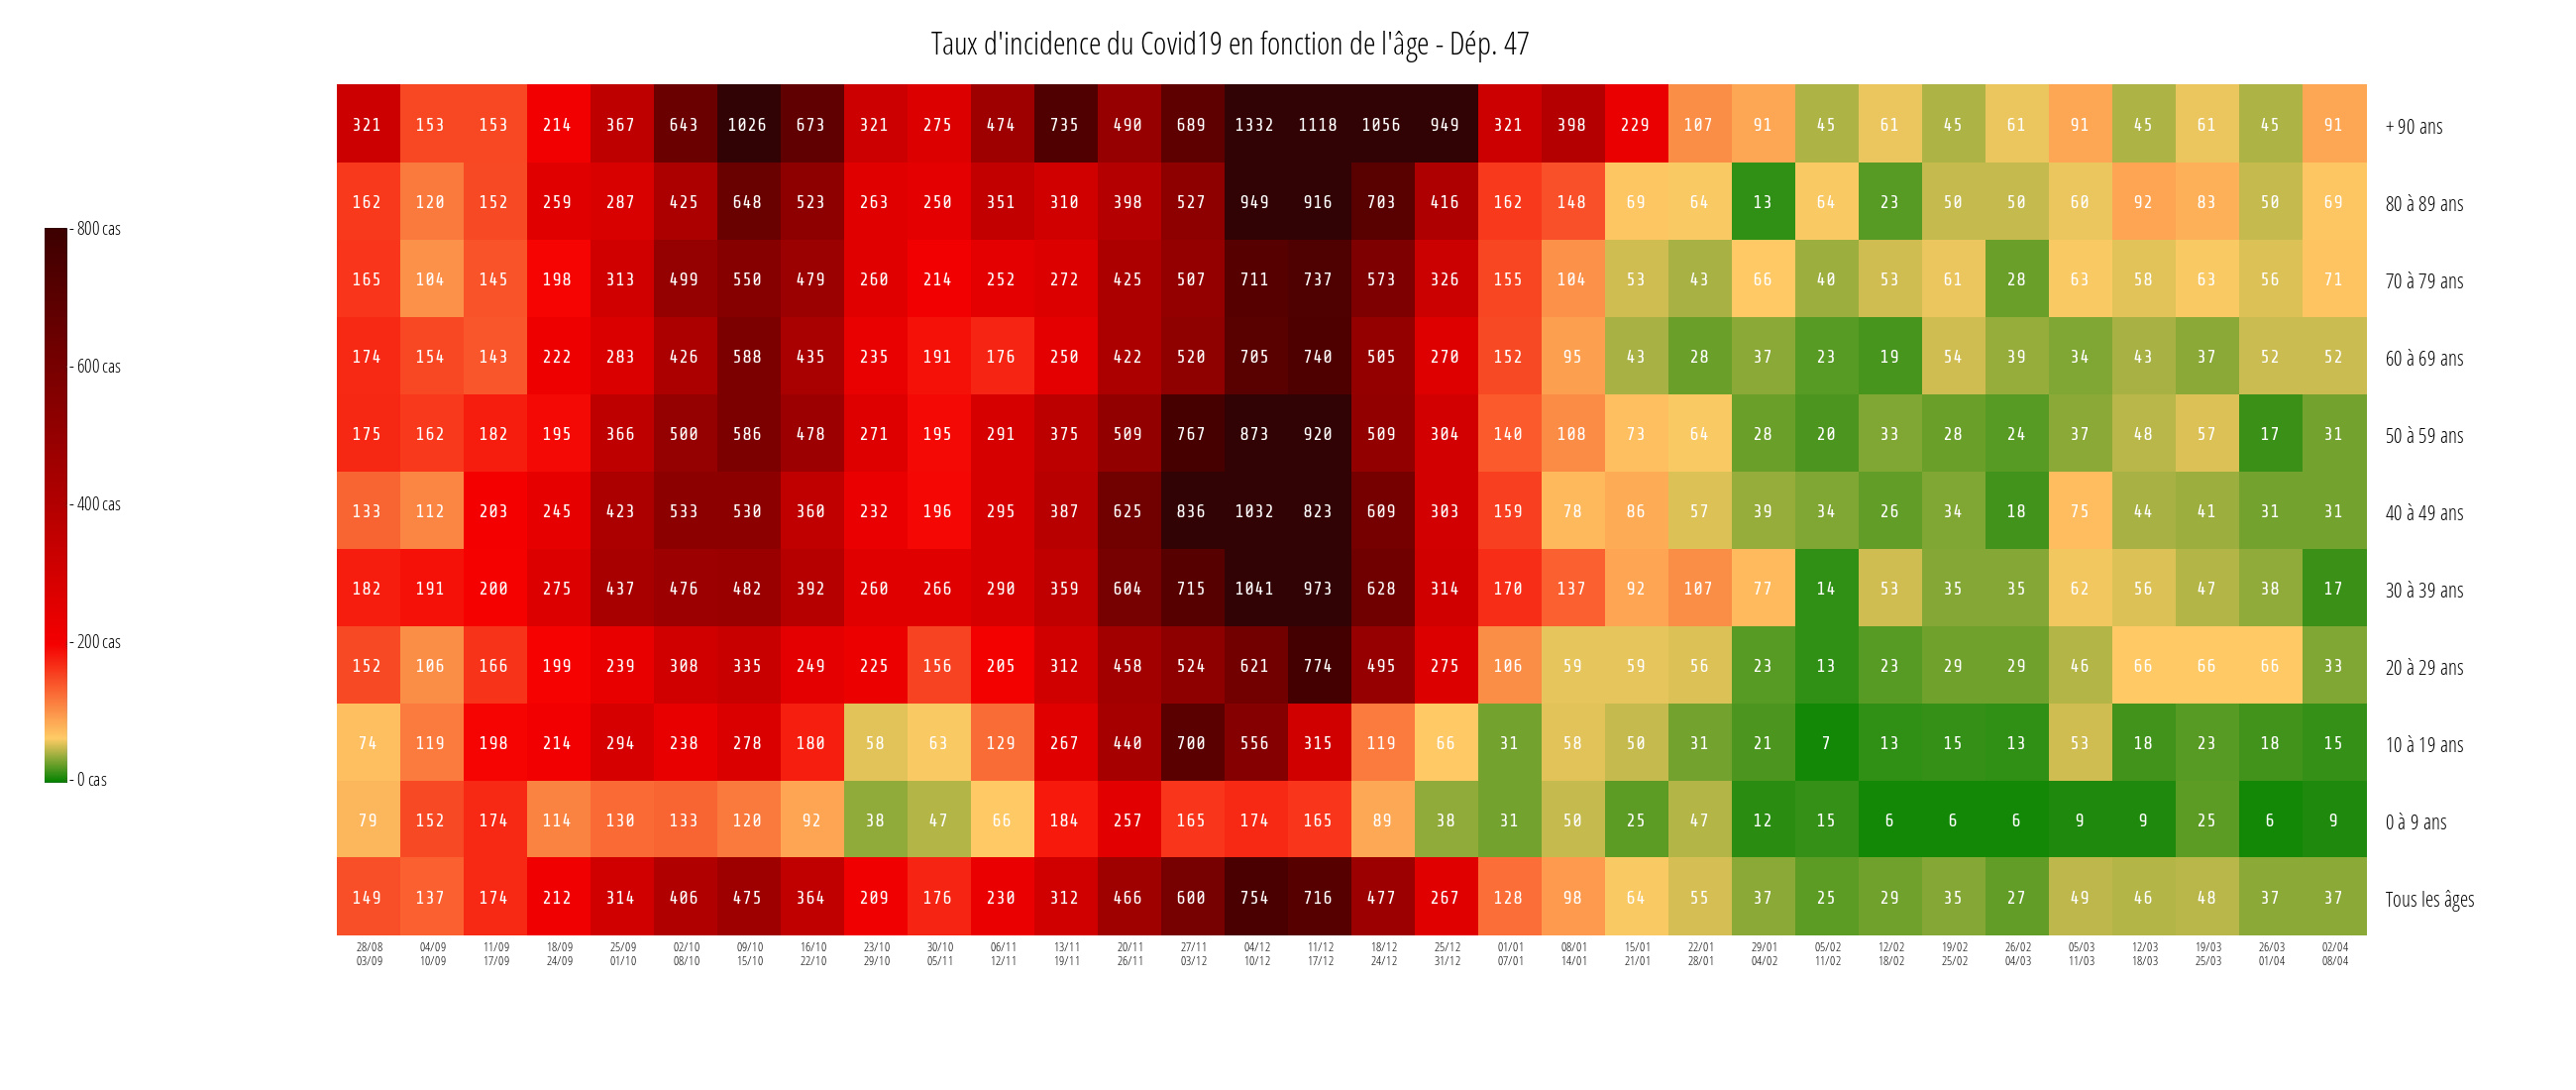 Taux d'incidence du Covid19 en fonction de l'âge - Dép. 47
321 153 153 214 367 643 1026 673 321 275 474 735 490 689 1332 1118 1056 949 321 398 229 107 91 45 61 45 61 91 45 61 45 91 + 90 ans
162 120 152 259 287 425 648 523 263 250 351 310 398 527 949 916 703 416 162 148 69 64 13 64 23 50 50 60 92 83 50 69 80 à 89 ans
- 800 cas
165 104 145 198 313 499 550 479 260 214 252 272 425 507 711 737 573 326 155 104 53 43 66 40 53 61 28 63 58 63 56 71 70 à 79 ans
174 154 143 222 283 426 588 435 235 191 176 250 422 520 705 740 505 270 152 95 43 28 37 23 19 54 39 34 43 37 52 52 60 à 69 ans
- 600 cas
175 162 182 195 366 500 586 478 271 195 291 375 509 767 873 920 509 304 140 108 73 64 28 20 33 28 24 37 48 57 17 31 50 à 59 ans
- 400 cas
133 112 203 245 423 533 530 360 232 196 295 387 625 836 1032 823 609 303 159 78 86 57 39 34 26 34 18 75 44 41 31 31 40 à 49 ans
182 191 200 275 437 476 482 392 260 266 290 359 604 715 1041 973 628 314 170 137 92 107 77 14 53 35 35 62 56 47 38 17 30 à 39 ans
- 200 cas
152 106 166 199 239 308 335 249 225 156 205 312 458 524 621 774 495 275 106 59 59 56 23 13 23 29 29 46 66 66 66 33 20 à 29 ans
74 119 198 214 294 238 278 180 58 63 129 267 440 700 556 315 119 66 31 58 50 31 21 7 13 15 13 53 18 23 18 15 10 à 19 ans
- 0 cas
79 152 174 114 130 133 120 92 38 47 66 184 257 165 174 165 89 38 31 50 25 47 12 15 6 6 6 9 9 25 6 9 0 à 9 ans
149 137 174 212 314 406 475 364 209 176 230 312 466 600 754 716 477 267 128 98 64 55 37 25 29 35 27 49 46 48 37 37 Tous les âges
28/08 04/09 11/09 18/09 25/09 02/10 09/10 16/10 23/10 30/10 06/11 13/11 20/11 27/11 04/12 11/12 18/12 25/12 01/01 08/01 15/01 22/01 29/01 05/02 12/02 19/02 26/02 05/03 12/03 19/03 26/03 02/04
03/09 10/09 17/09 24/09 01/10 08/10 15/10 22/10 29/10 05/11 12/11 19/11 26/11 03/12 10/12 17/12 24/12 31/12 07/01 14/01 21/01 28/01 04/02 11/02 18/02 25/02 04/03 11/03 18/03 25/03 01/04 08/04